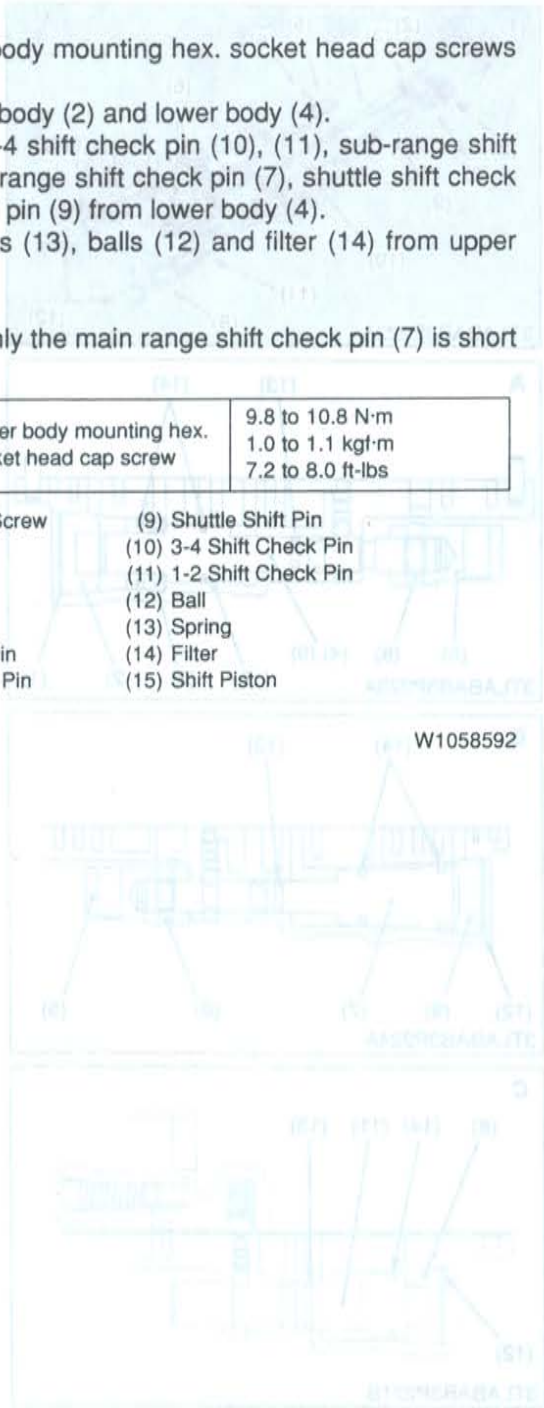 body mounting hex. socket head cap screws
body (2) and lower body (4).
-4 shift check pin (10), (11), sub-range shift
range shift check pin (7), shuttle shift check
pin (9) from lower body (4).
s (13), balls (12) and filter (14) from upper
nly the main range shift check pin (7) is short
er body mounting hex.
ket head cap screw
9.8 to 10.8 N·m
1.0 to 1.1 kgf·m
7.2 to 8.0 ft-lbs
Screw
in
Pin
(9) Shuttle Shift Pin
(10) 3-4 Shift Check Pin
(11) 1-2 Shift Check Pin
(12) Ball
(13) Spring
(14) Filter
(15) Shift Piston
W1058592